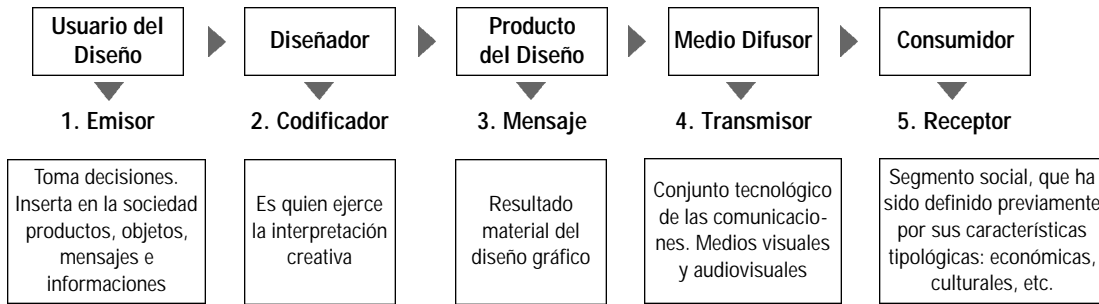 Usuario del
Diseño
Diseñador
Producto
del Diseño
Medio Difusor
Consumidor
1. Emisor
2. Codificador
3. Mensaje
4. Transmisor
5. Receptor
Toma decisiones.
Inserta en la sociedad
productos, objetos,
mensajes e
informaciones
Es quien ejerce
la interpretación
creativa
Resultado
material del
diseño gráfico
Conjunto tecnológico
de las comunicacio-
nes. Medios visuales
y audiovisuales
Segmento social, que ha
sido definido previamente
por sus características
tipológicas: económicas,
culturales, etc.